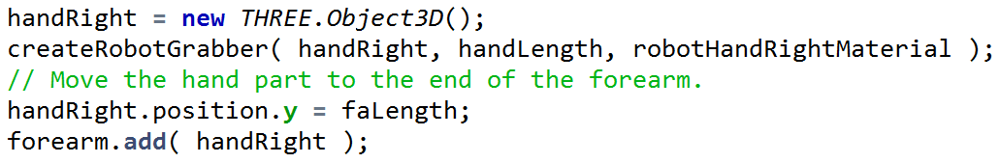 handRight = new THREE.Object3D();
createRobotGrabber( handRight, handLength, robotHandRightMaterial );
// Move the hand part to the end of the forearm.
handRight.position.y = faLength;
forearm.add( handRight );